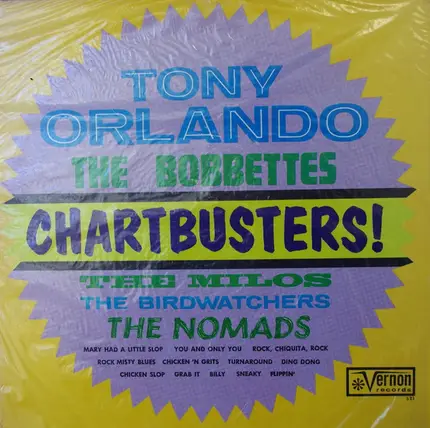 TONY
ORLANDO
THE BOBBETTES
CHARTBUSTERS!
THE MILOS
THE BIRDWATCHERS
THE NOMADS
MARY HAD A LITTLE SLOP YOU AND ONLY YOU ROCK, CHIQUITA, ROCK
ROCK MISTY BLUES CHICKEN 'N GRITS TURNAROUND DING DONG
CHICKEN SLOP GRAB IT BILLY SNEAKY FLIPPIN'
Vernon
records